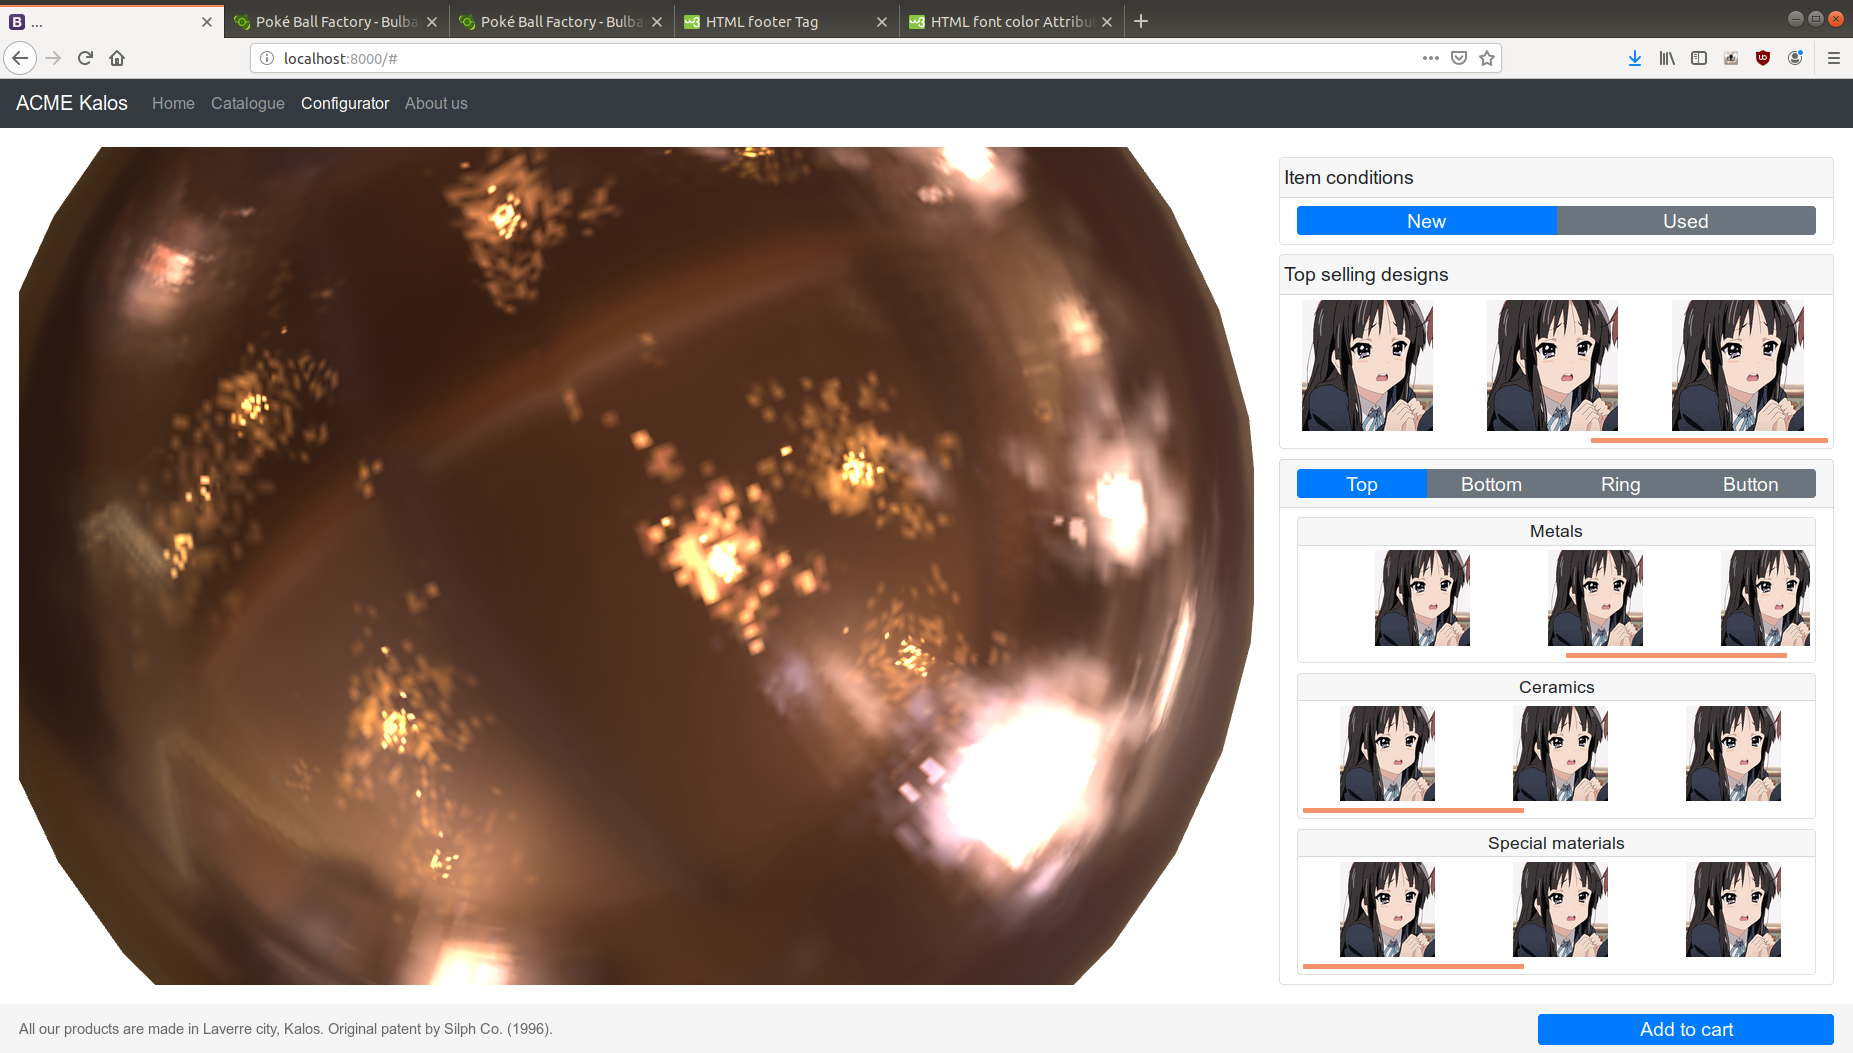 ...
Poké Ball Factory - Bulba
Poké Ball Factory - Bulba
HTML footer Tag
HTML font color Attribu
localhost:8000/#
ACME Kalos Home Catalogue Configurator About us
Item conditions
New Used
Top selling designs
Top Bottom Ring Button
Metals
Ceramics
Special materials
All our products are made in Laverre city, Kalos. Original patent by Silph Co. (1996).
Add to cart